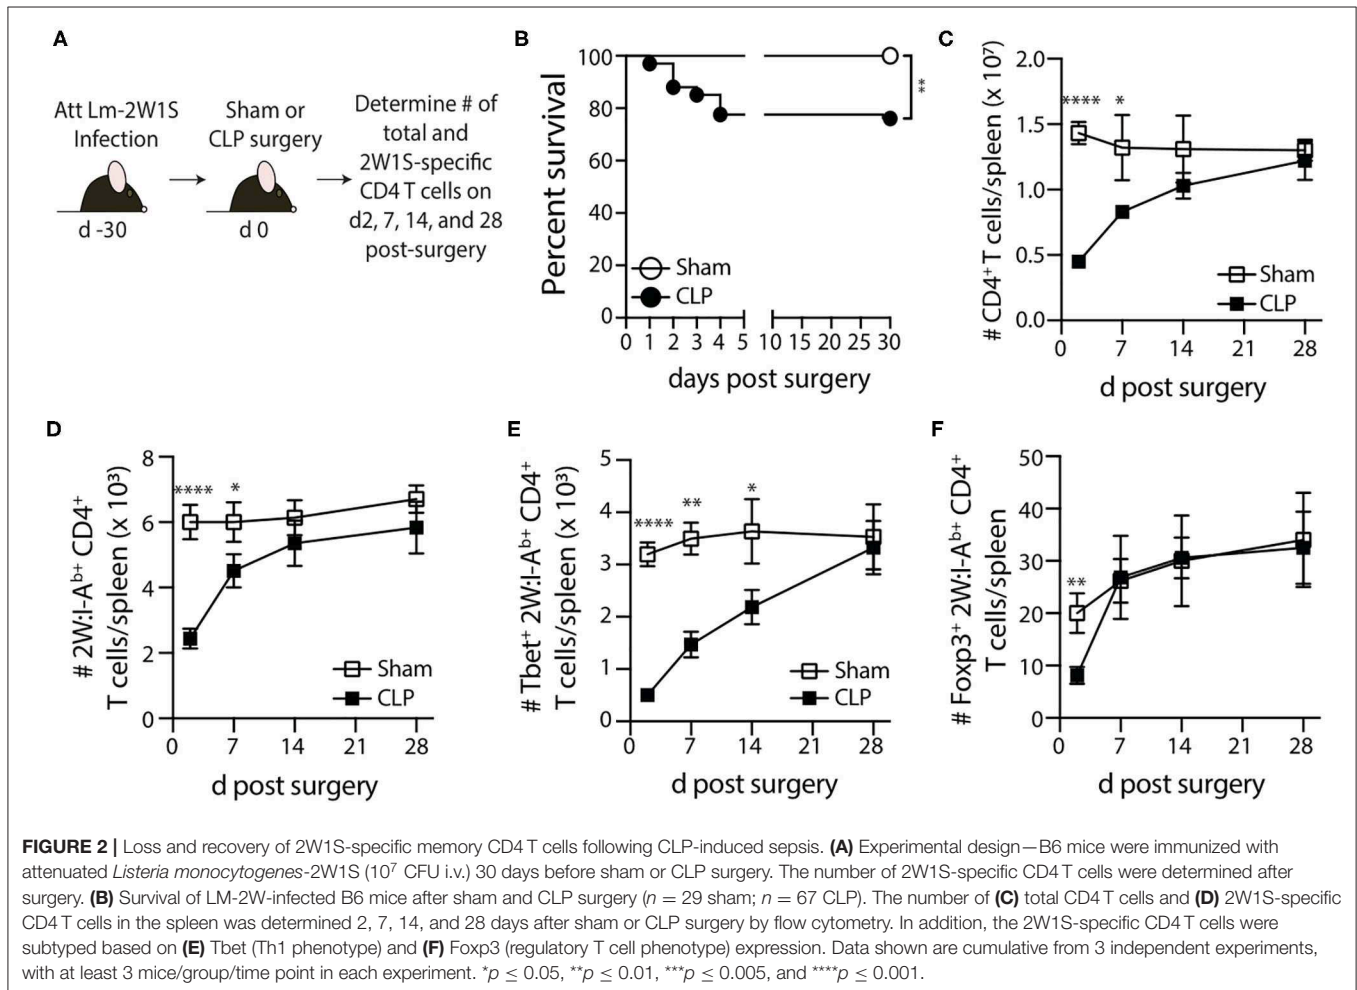 A
Att Lm-2W1S
Infection
d -30
Sham or
CLP surgery
d 0
Determine # of
total and
2W1S-specific
CD4 T cells on
d2, 7, 14, and 28
post-surgery
B
Percent survival
100
80
60
40
20
0
Sham
CLP
**
0 1 2 3 4 5 10 15 20 25 30
days post surgery
C
# CD4⁺T cells/spleen (x 10⁷)
2.0
1.5
1.0
0.5
0.0
**** *
Sham
CLP
0 7 14 21 28
d post surgery
D
# 2W:I-Aᵇ⁺ CD4⁺
T cells/spleen (x 10³)
8
6
4
2
0
**** *
Sham
CLP
0 7 14 21 28
d post surgery
E
# Tbet⁺ 2W:I-Aᵇ⁺ CD4⁺
T cells/spleen (x 10³)
5
4
3
2
1
0
**** ** *
Sham
CLP
0 7 14 21 28
d post surgery
F
# Foxp3⁺ 2W:I-Aᵇ⁺ CD4⁺
T cells/spleen
50
40
30
20
10
0
**
0 7 14 21 28
d post surgery
FIGURE 2 | Loss and recovery of 2W1S-specific memory CD4 T cells following CLP-induced sepsis. (A) Experimental design—B6 mice were immunized with
attenuated Listeria monocytogenes-2W1S (10⁷ CFU i.v.) 30 days before sham or CLP surgery. The number of 2W1S-specific CD4 T cells were determined after
surgery. (B) Survival of LM-2W-infected B6 mice after sham and CLP surgery (n = 29 sham; n = 67 CLP). The number of (C) total CD4 T cells and (D) 2W1S-specific
CD4 T cells in the spleen was determined 2, 7, 14, and 28 days after sham or CLP surgery by flow cytometry. In addition, the 2W1S-specific CD4 T cells were
subtyped based on (E) Tbet (Th1 phenotype) and (F) Foxp3 (regulatory T cell phenotype) expression. Data shown are cumulative from 3 independent experiments,
with at least 3 mice/group/time point in each experiment. *p ≤ 0.05, **p ≤ 0.01, ***p ≤ 0.005, and ****p ≤ 0.001.